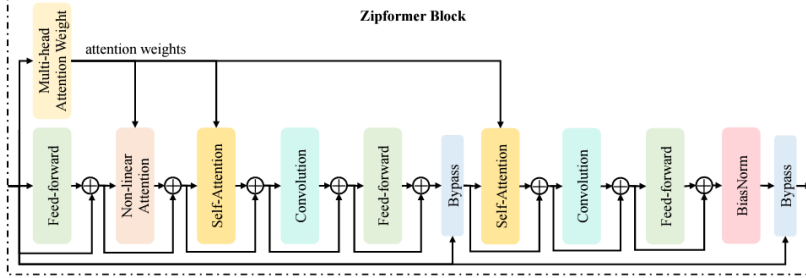 Zipformer Block
Multi-head
Attention Weight
attention weights
Feed-forward
Non-linear
Attention
Self-Attention
Convolution
Feed-forward
Bypass
Self-Attention
Convolution
Feed-forward
BiasNorm
Bypass